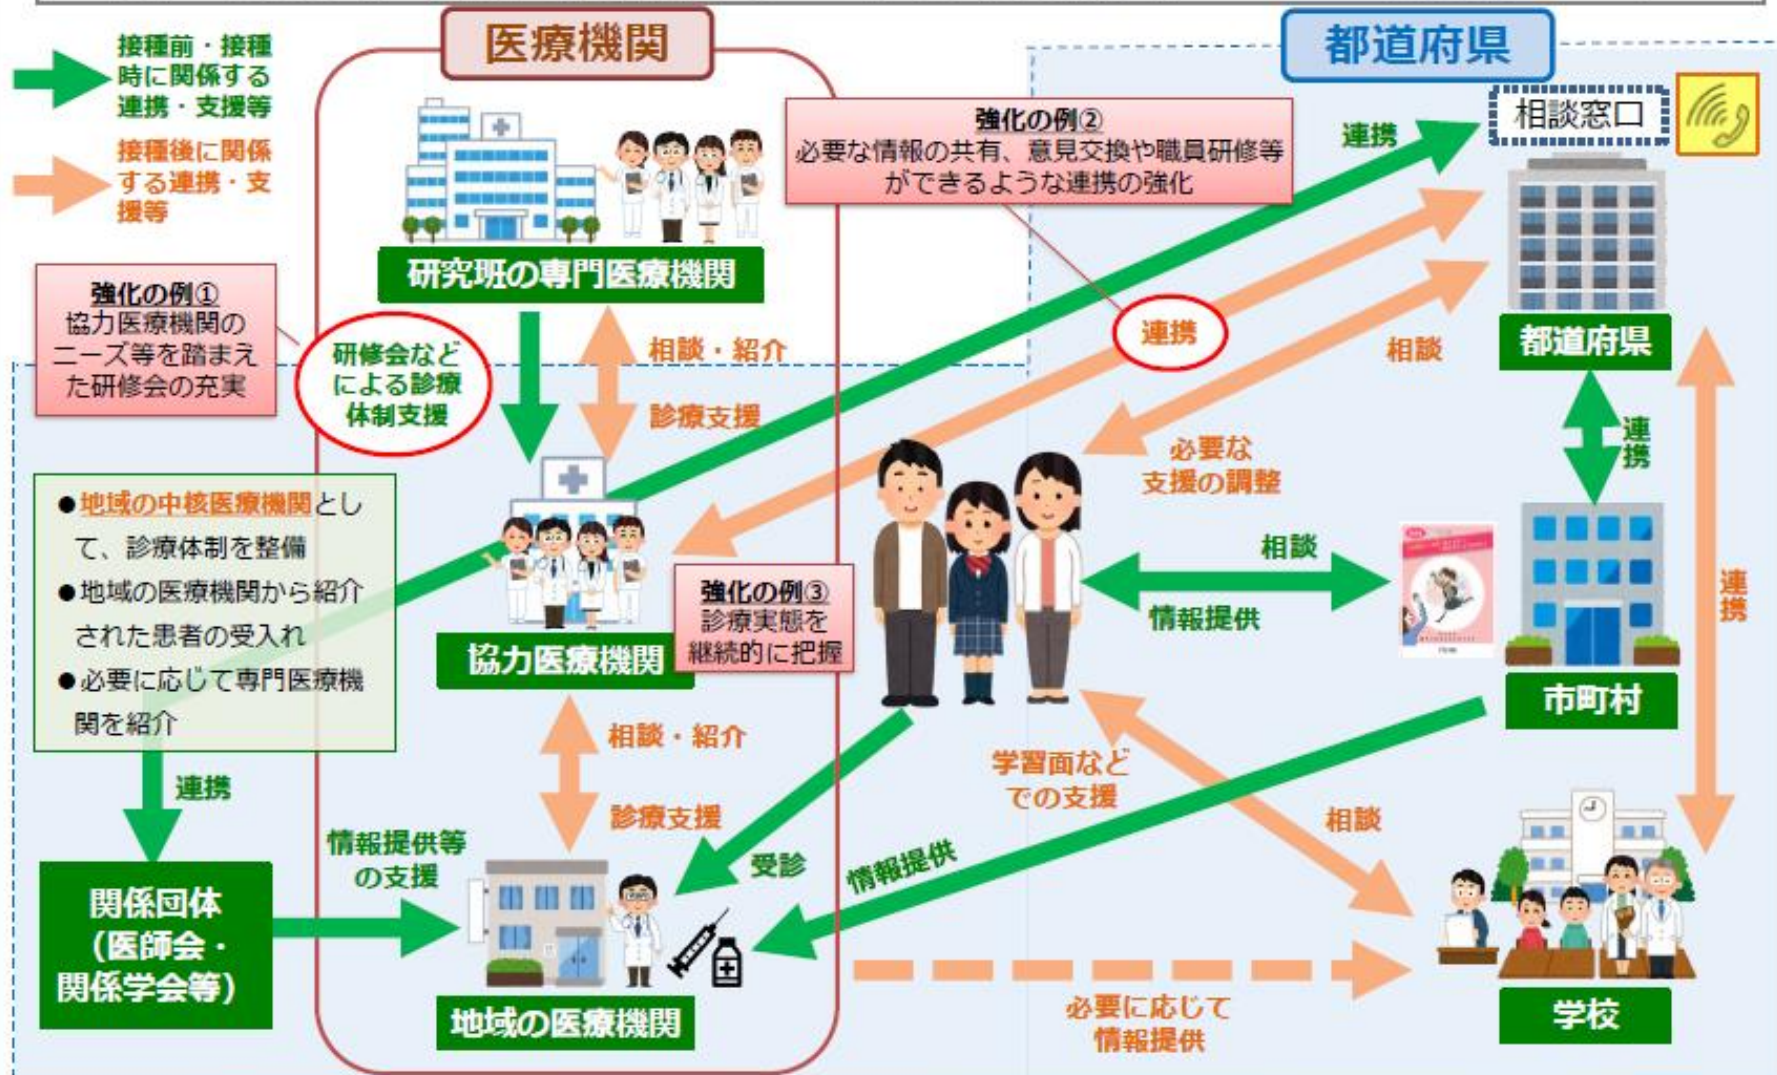 医療機関
都道府県
接種前・接種
時に関係する
連携・支援等
接種後に関係
する連携・支
援等
強化の例②
必要な情報の共有、意見交換や職員研修等
ができるような連携の強化
連携
相談窓口
研究班の専門医療機関
強化の例①
協力医療機関の
ニーズ等を踏まえ
た研修会の充実
研修会など
による診療
体制支援
相談・紹介
診療支援
連携
相談
都道府県
必要な
支援の調整
連携
●地域の中核医療機関とし
て、診療体制を整備
●地域の医療機関から紹介
された患者の受入れ
●必要に応じて専門医療機
関を紹介
強化の例③
診療実態を
継続的に把握
協力医療機関
相談
情報提供
連携
市町村
相談・紹介
診療支援
連携
学習面など
での支援
相談
情報提供等
の支援
受診
情報提供
関係団体
(医師会・
関係学会等)
地域の医療機関
必要に応じて
情報提供
学校